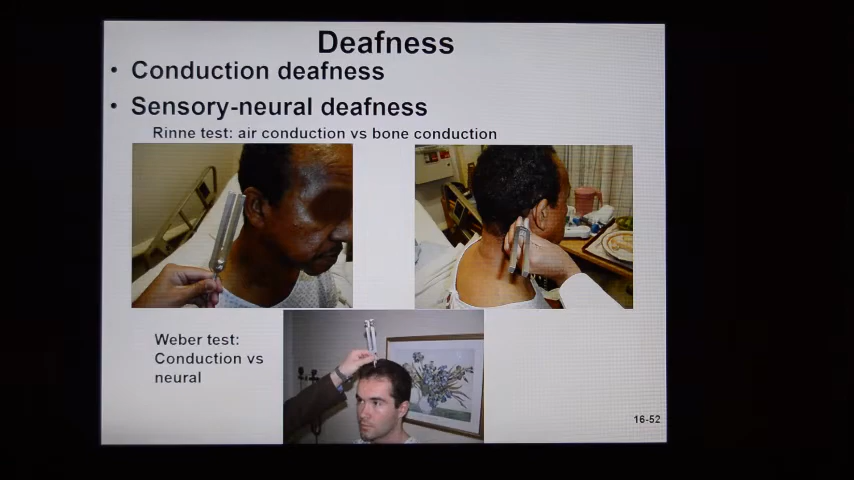 Deafness
• Conduction deafness
• Sensory-neural deafness
Rinne test: air conduction vs bone conduction
Weber test:
Conduction vs
neural
16-52